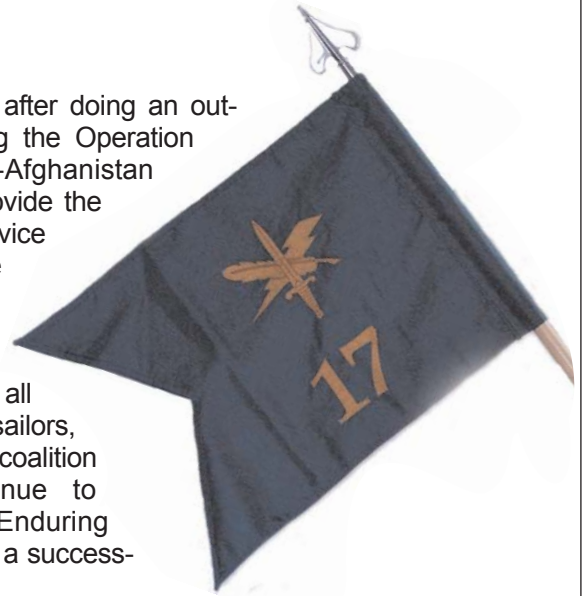 after doing an out-
g the Operation
-Afghanistan
ovide the
vice
e
all
sailors,
coalition
nue to
Enduring
a success-
17